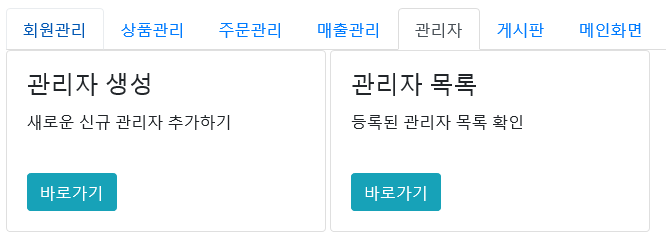 회원관리 상품관리 주문관리 매출관리 관리자 게시판 메인화면
관리자 생성
새로운 신규 관리자 추가하기
바로가기
관리자 목록
등록된 관리자 목록 확인
바로가기